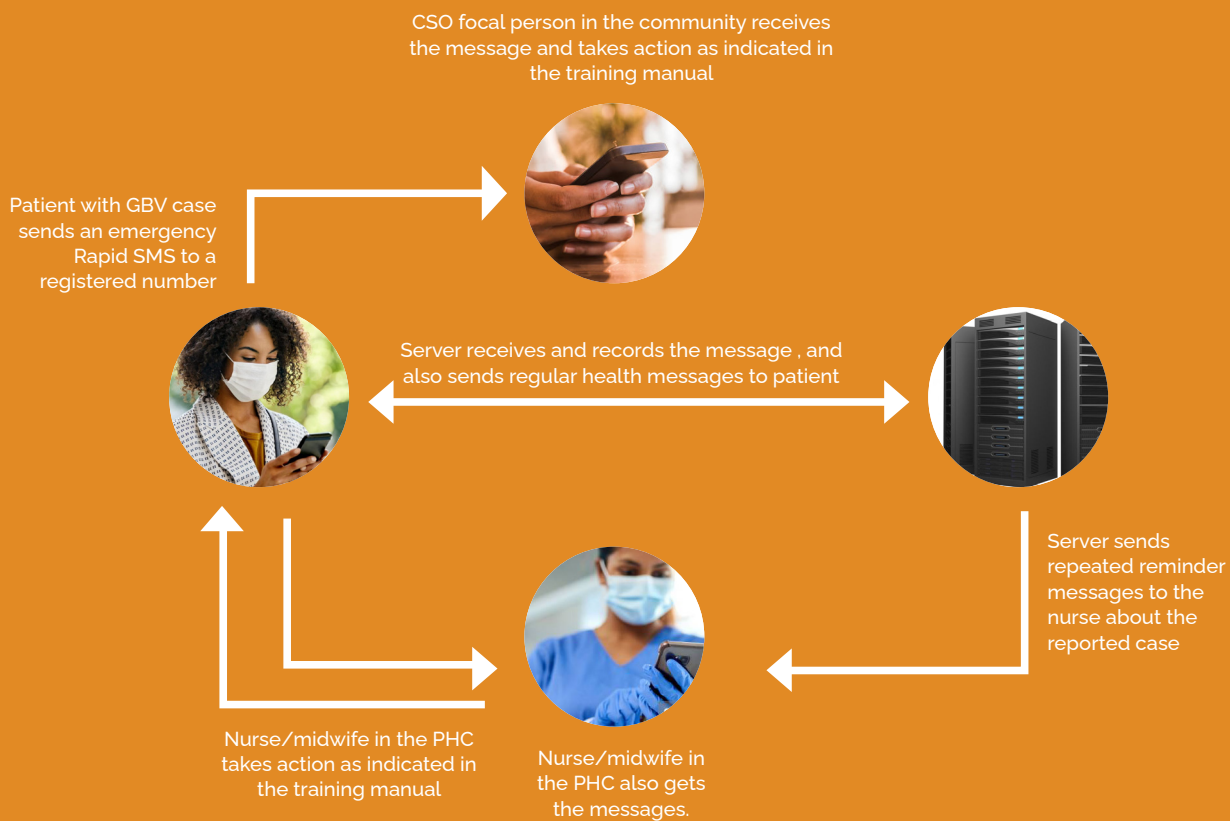 CSO focal person in the community receives
the message and takes action as indicated in
the training manual
Patient with GBV case
sends an emergency
Rapid SMS to a
registered number
Server receives and records the message , and
also sends regular health messages to patient
Server sends
repeated reminder
messages to the
nurse about the
reported case
Nurse/midwife in the PHC
takes action as indicated in
the training manual
Nurse/midwife in
the PHC also gets
the messages.